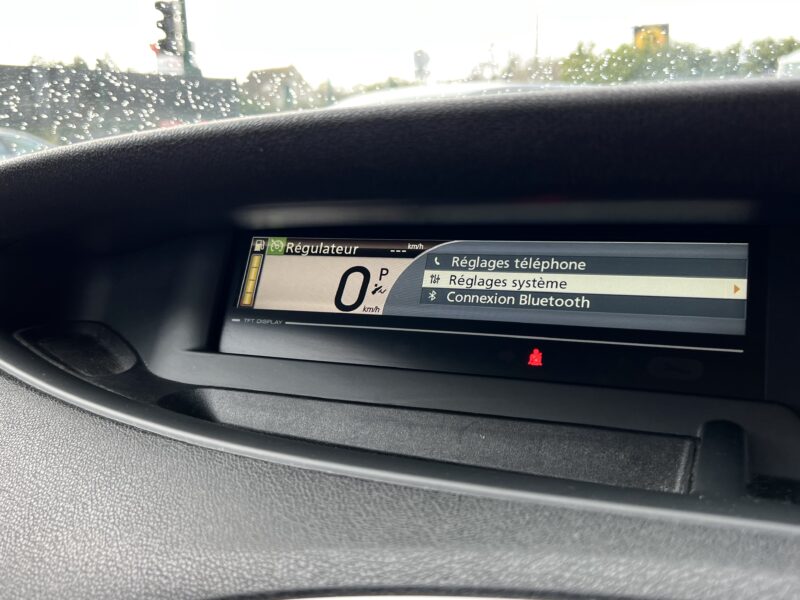 Régulateur --- km/h
0 P
km/h
Réglages téléphone
Réglages système
Connexion Bluetooth
TFT DISPLAY